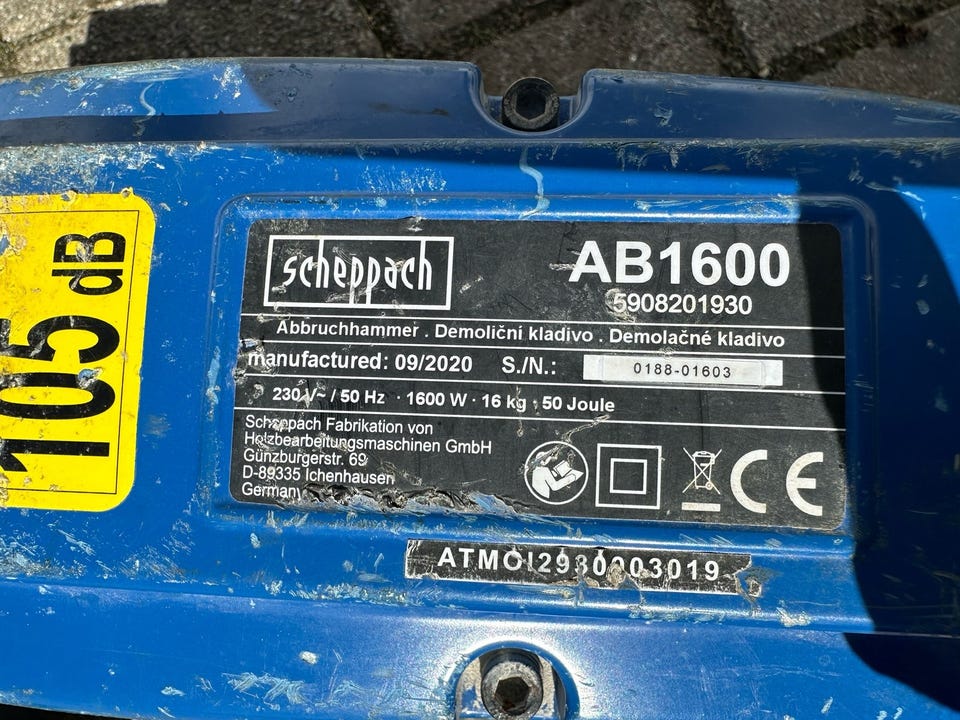 105 dB
scheppach
AB1600
5908201930
Abbruchhammer . Demoliční kladivo . Demolačné kladivo
manufactured: 09/2020 S./N.: 0188-01603
230 V~ / 50 Hz · 1600 W · 16 kg · 50 Joule
Scheppach Fabrikation von
Holzbearbeitungsmaschinen GmbH
Günzburgerstr. 69
D-89335 Ichenhausen
Germany
CE